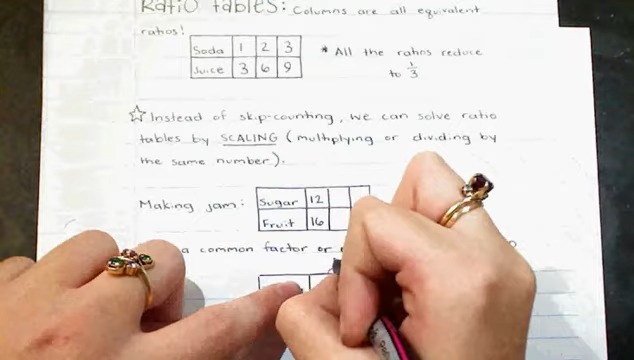 Ratio tables: Columns are all equivalent
ratios!
Soda 1 2 3
Juice 3 6 9
* All the ratios reduce
to 1/3
☆ Instead of skip-counting, we can solve ratio
tables by SCALING (multiplying or dividing by
the same number).
Making jam:
Sugar 12
Fruit 16
a common factor or